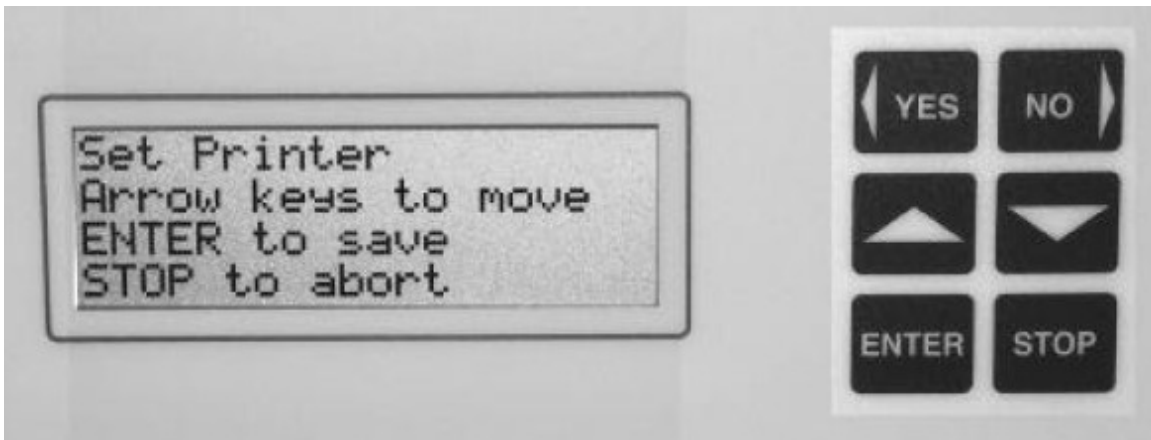 Set Printer
Arrow keys to move
ENTER to save
STOP to abort
YES NO
ENTER STOP